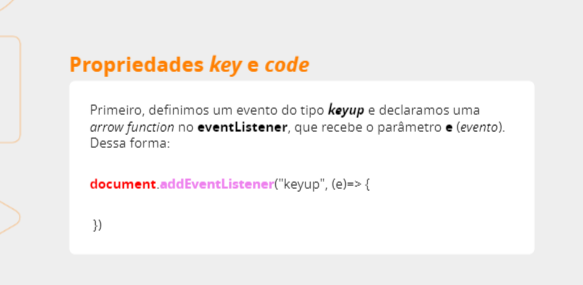 Propriedades key e code
Primeiro, definimos um evento do tipo keyup e declaramos uma
arrow function no eventListener, que recebe o parâmetro e (evento).
Dessa forma:
document.addEventListener("keyup", (e)=> {
})